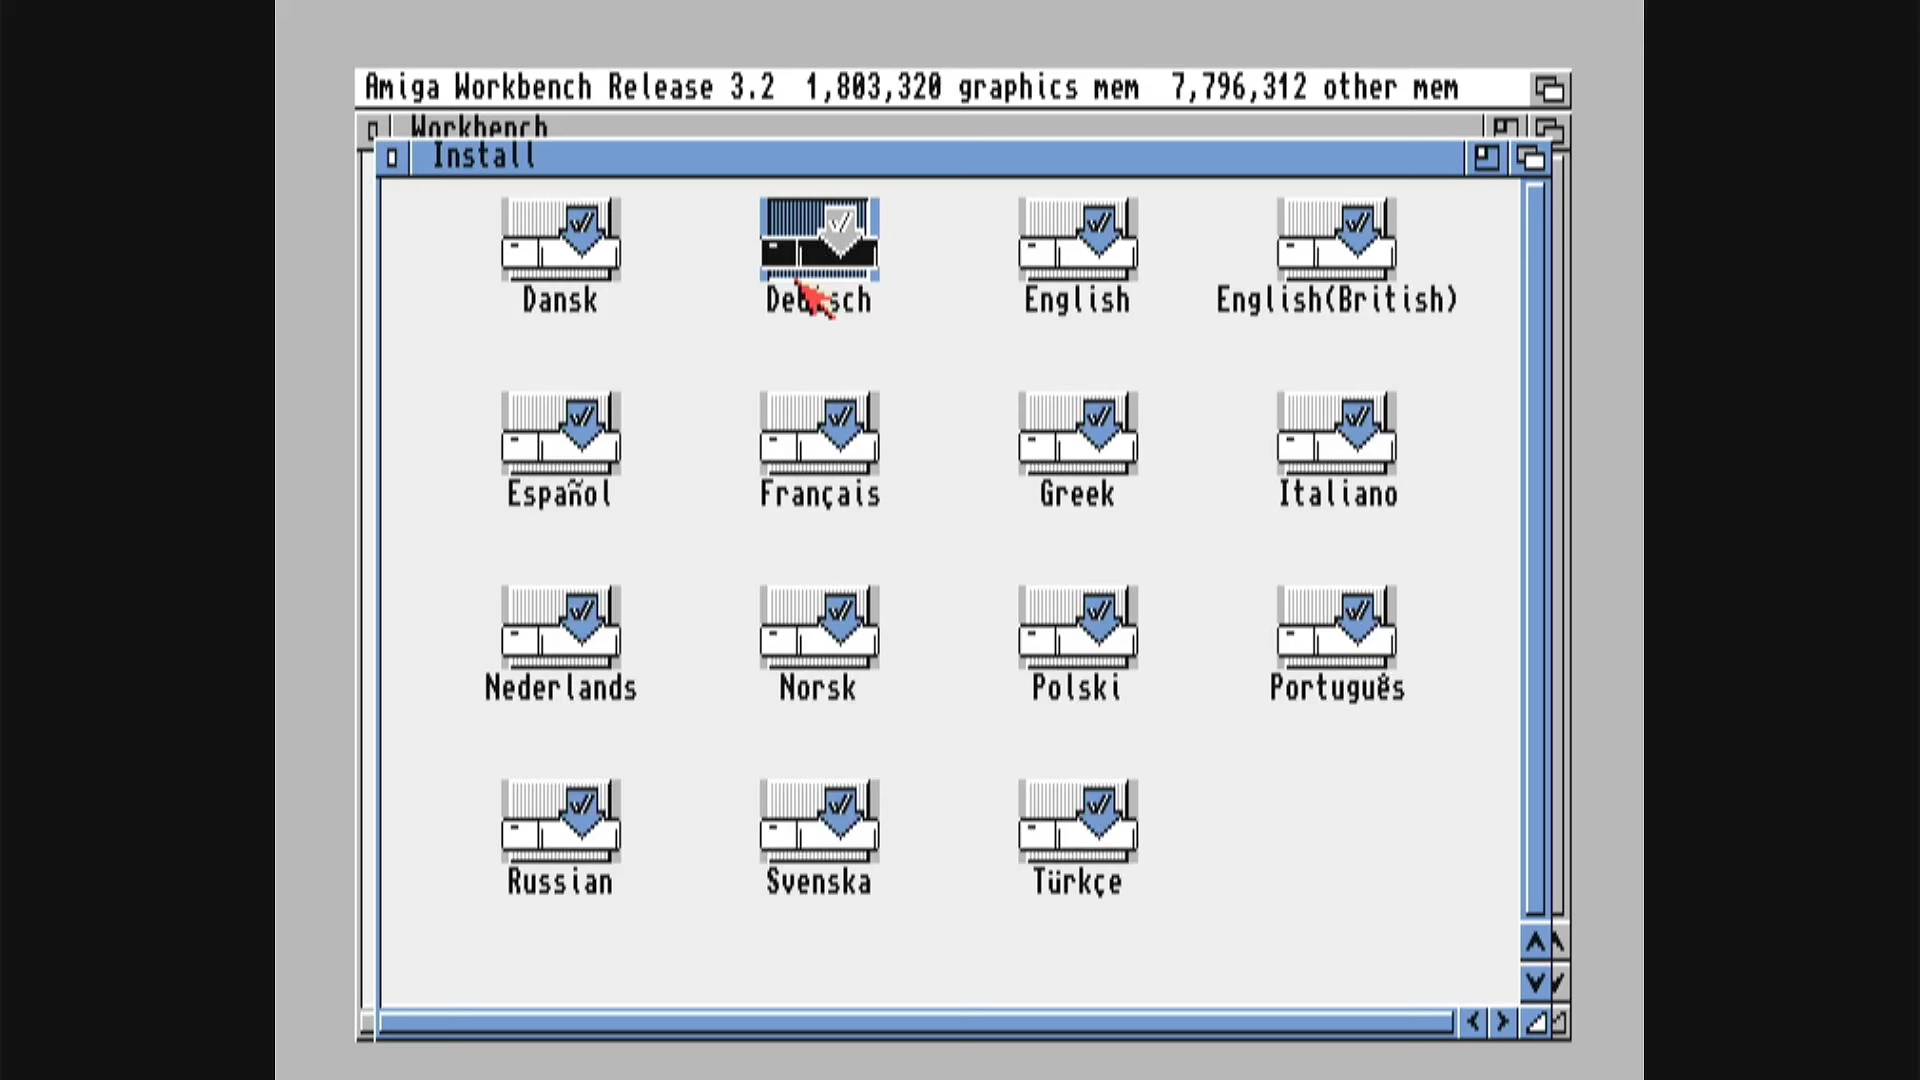 Amiga Workbench Release 3.2 1,803,320 graphics mem 7,796,312 other mem
Workbench
Install
Dansk Deutsch English English(British)
Español Français Greek Italiano
Nederlands Norsk Polski Português
Russian Svenska Türkçe